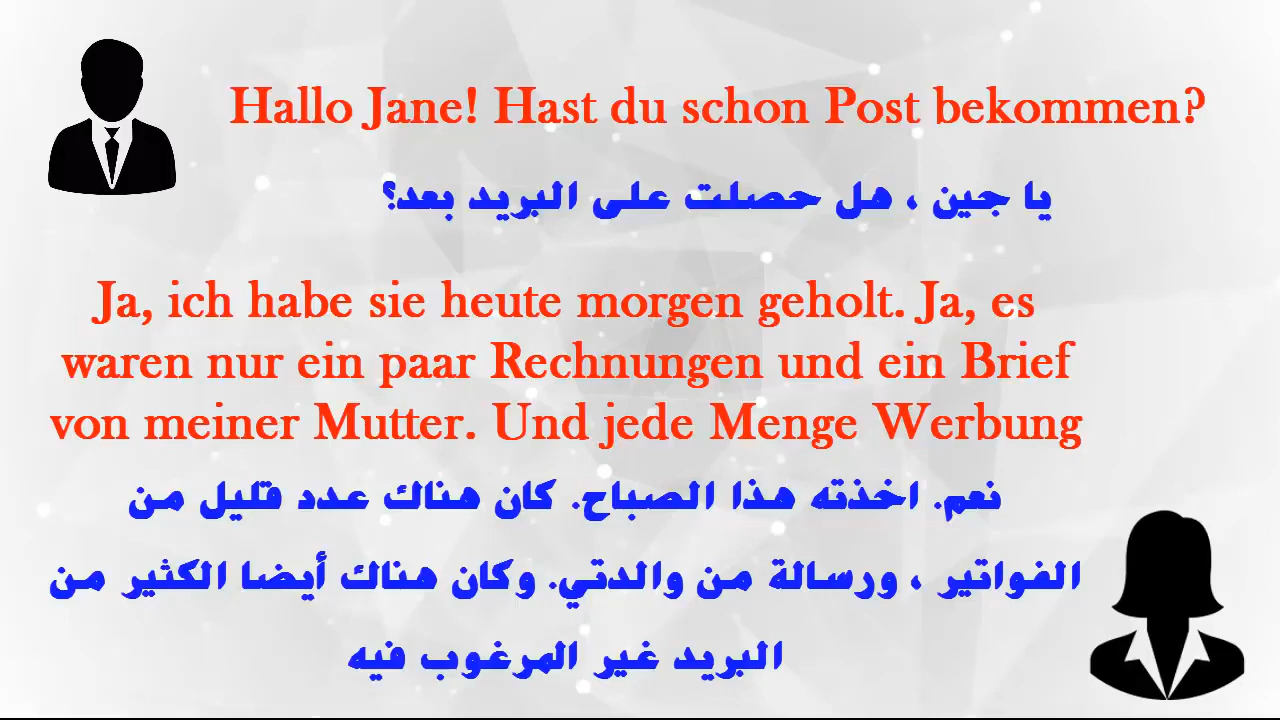 Hallo Jane! Hast du schon Post bekommen?
يا جين ، هل حصلت على البريد بعد؟
Ja, ich habe sie heute morgen geholt. Ja, es
waren nur ein paar Rechnungen und ein Brief
von meiner Mutter. Und jede Menge Werbung
نعم. اخذته هذا الصباح. كان هناك عدد قليل من
الفواتير ، ورسالة من والدتي. وكان هناك أيضا الكثير من
البريد غير المرغوب فيه